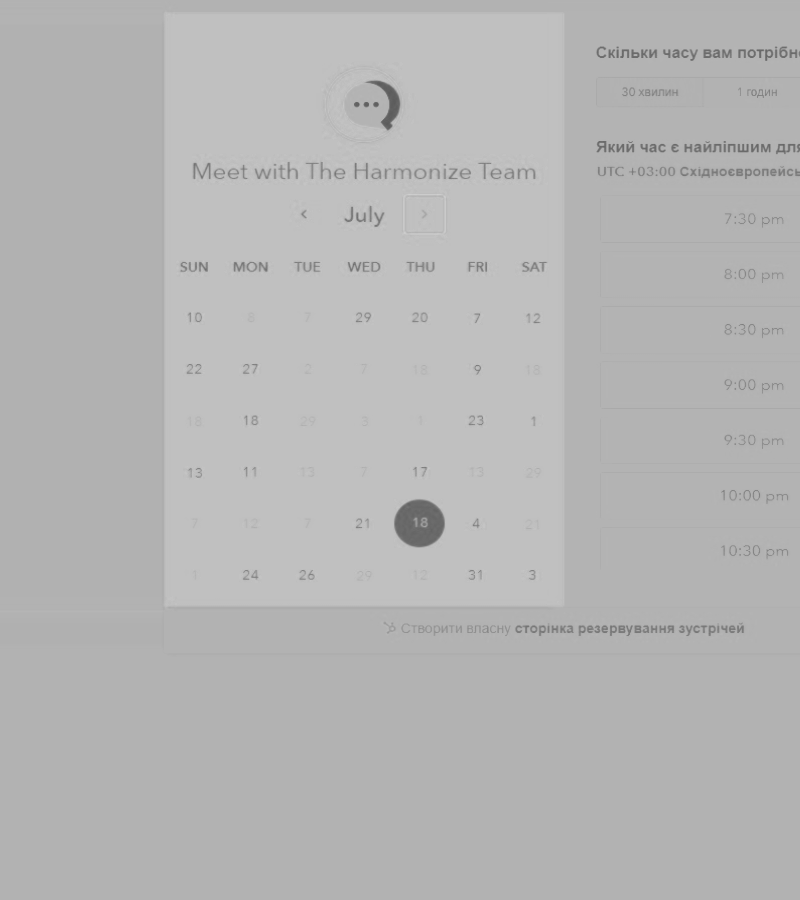 Meet with The Harmonize Team
July
SUN MON TUE WED THU FRI SAT
10 6 7 29 20 7 12
22 27 2 7 18 9 18
18 18 29 3 1 23 1
13 11 13 7 17 13 29
7 12 7 21 18 4 21
1 24 26 29 12 31 3
Скільки часу вам
30 хвилин 1 годин
Який час є найліпшим
UTC +03:00
7:30 pm
8:00 pm
8:30 pm
9:00 pm
9:30 pm
10:00 pm
10:30 pm
Створити власну сторінка резервування зустрічей